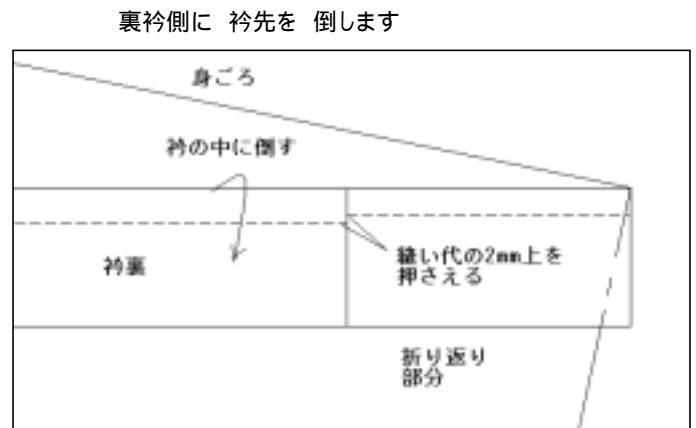 裏衿側に 衿先を 倒します
身ごろ
衿の中に倒す
衿裏
縫い代の2mm上を
押さえる
折り返り
部分